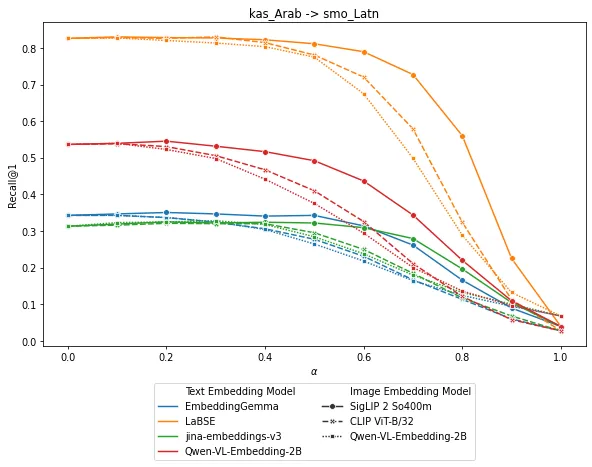 kas_Arab -> smo_Latn
Recall@1
0.8
0.7
0.6
0.5
0.4
0.3
0.2
0.1
0.0
0.0 0.2 0.4 0.6 0.8 1.0
α
Text Embedding Model
EmbeddingGemma
LaBSE
jina-embeddings-v3
Qwen-VL-Embedding-2B
Image Embedding Model
SigLIP 2 So400m
CLIP ViT-B/32
Qwen-VL-Embedding-2B